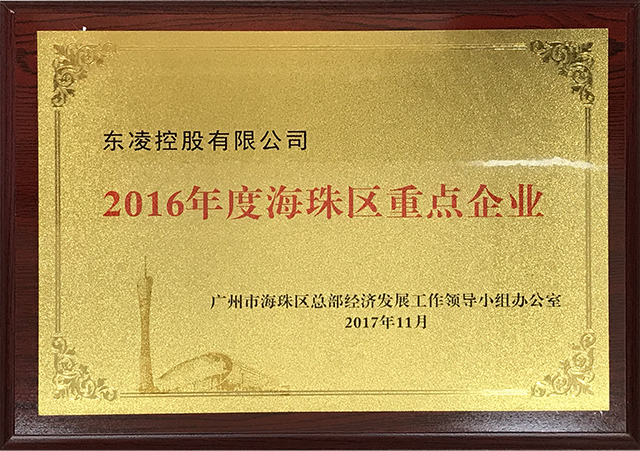 东凌控股有限公司
2016年度海珠区重点企业
广州市海珠区总部经济发展工作领导小组办公室
2017年11月